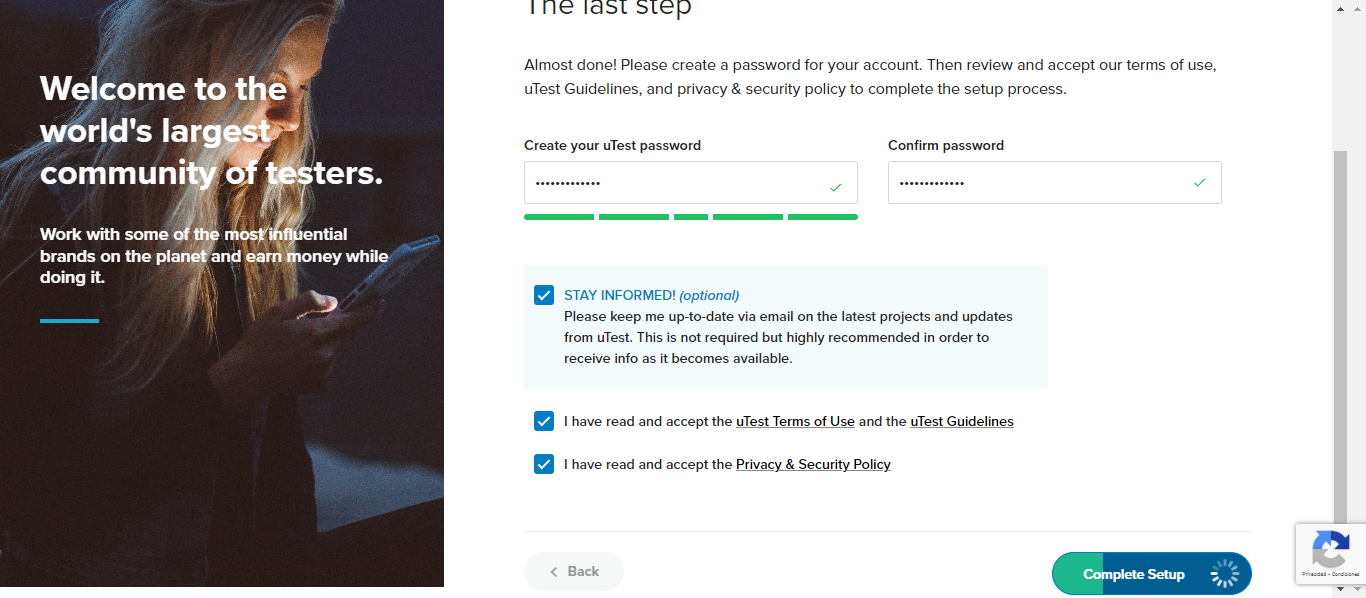 Welcome to the
world's largest
community of testers.
Work with some of the most influential
brands on the planet and earn money while
doing it.
The last step
Almost done! Please create a password for your account. Then review and accept our terms of use,
uTest Guidelines, and privacy & security policy to complete the setup process.
Create your uTest password
Confirm password
•••••••••••••
•••••••••••••
STAY INFORMED! (optional)
Please keep me up-to-date via email on the latest projects and updates
from uTest. This is not required but highly recommended in order to
receive info as it becomes available.
I have read and accept the uTest Terms of Use and the uTest Guidelines
I have read and accept the Privacy & Security Policy
Back
Complete Setup
Privacidad - Condiciones